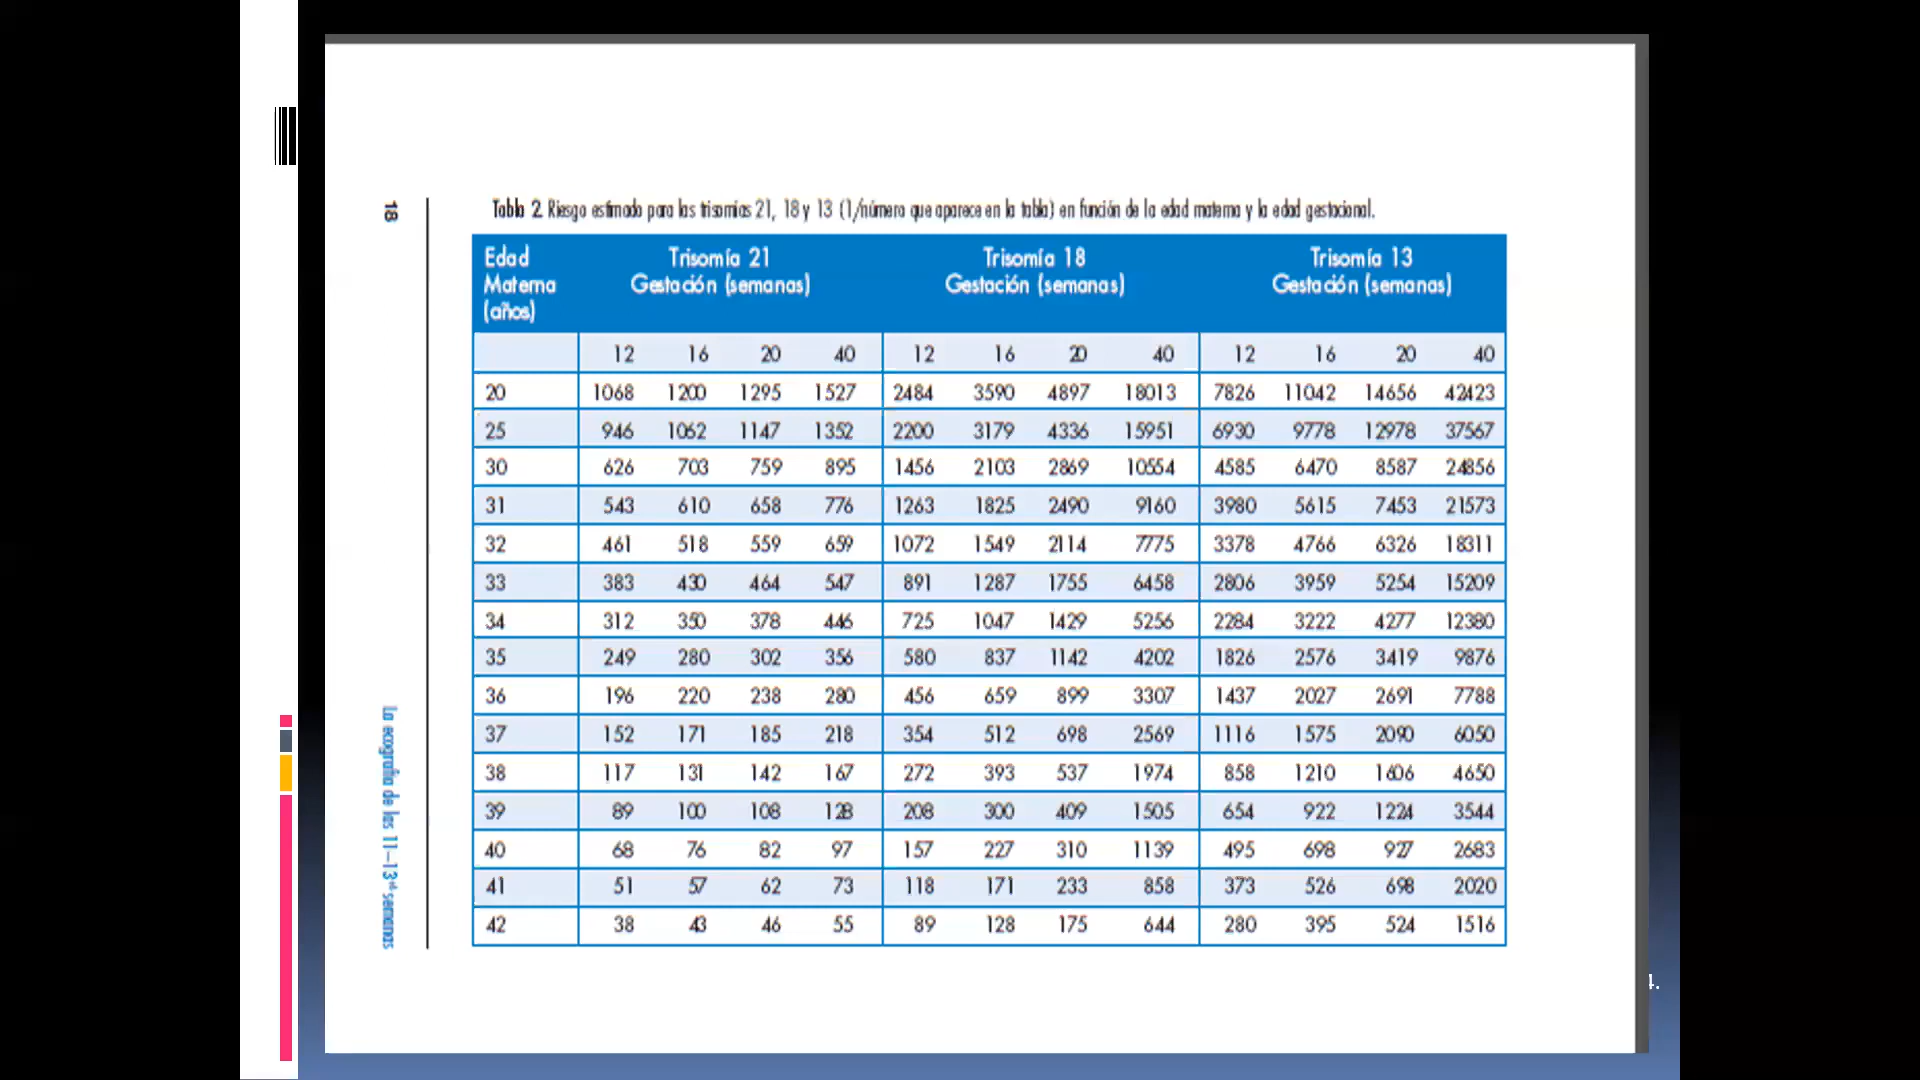 18
Tabla 2. Riesgo estimado para las trisomías 21, 18 y 13 (1/número que aparece en la tabla) en función de la edad materna y la edad gestacional.
Edad Materna (años) Trisomía 21 Gestación (semanas) Trisomía 18 Gestación (semanas) Trisomía 13 Gestación (semanas)
12 16 20 40 12 16 20 40 12 16 20 40
20 1068 1200 1295 1527 2484 3590 4897 18013 7826 11042 14656 42423
25 946 1062 1147 1352 2200 3179 4336 15951 6930 9778 12978 37567
30 626 703 759 895 1456 2103 2869 10554 4585 6470 8587 24856
31 543 610 658 776 1263 1825 2490 9160 3980 5615 7453 21573
32 461 518 559 659 1072 1549 2114 7775 3378 4766 6326 18311
33 383 430 464 547 891 1287 1755 6458 2806 3959 5254 15209
34 312 350 378 446 725 1047 1429 5256 2284 3222 4277 12380
35 249 280 302 356 580 837 1142 4202 1826 2576 3419 9876
36 196 220 238 280 456 659 899 3307 1437 2027 2691 7788
37 152 171 185 218 354 512 698 2569 1116 1575 2090 6050
38 117 131 142 167 272 393 537 1974 858 1210 1606 4650
39 89 100 108 128 208 300 409 1505 654 922 1224 3544
40 68 76 82 97 157 227 310 1139 495 698 927 2683
41 51 57 62 73 118 171 233 858 373 526 698 2020
42 38 43 46 55 89 128 175 644 280 395 524 1516
La ecografía de las 11–13+6 semanas
4.